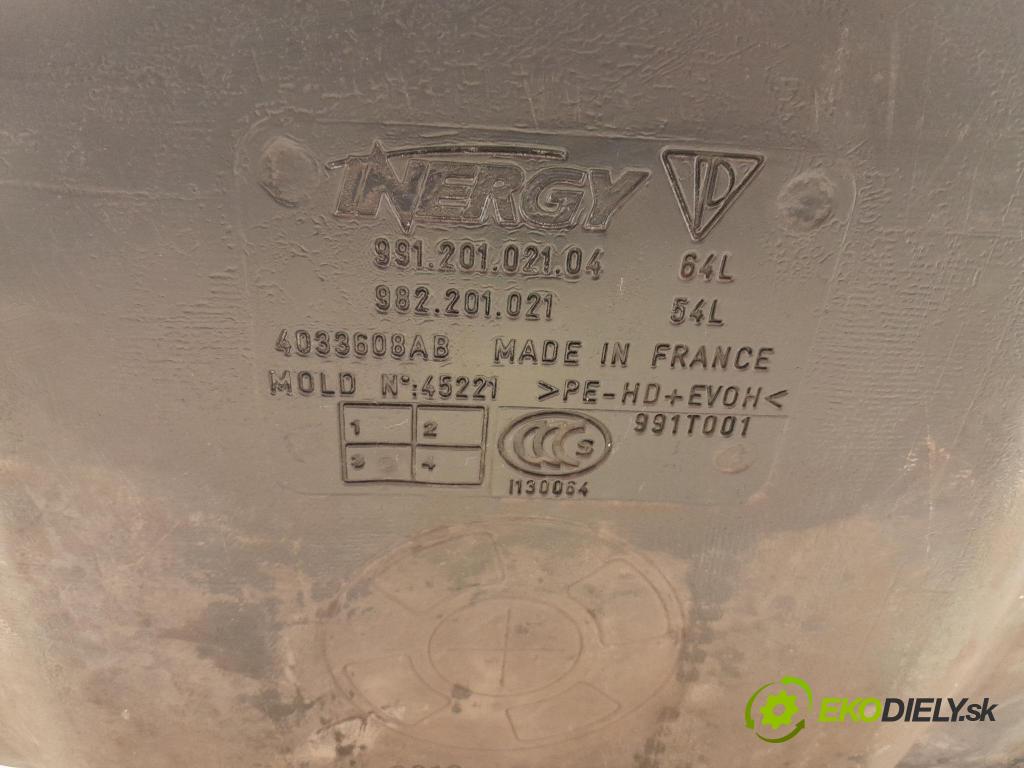 INERGY
991.201.021.04 64L
982.201.021 54L
4033608AB MADE IN FRANCE
MOLD N°:45221 >PE-HD+EVOH<
991T001
1 2
3 4
CCC S
I130064
EKODIELY.sk